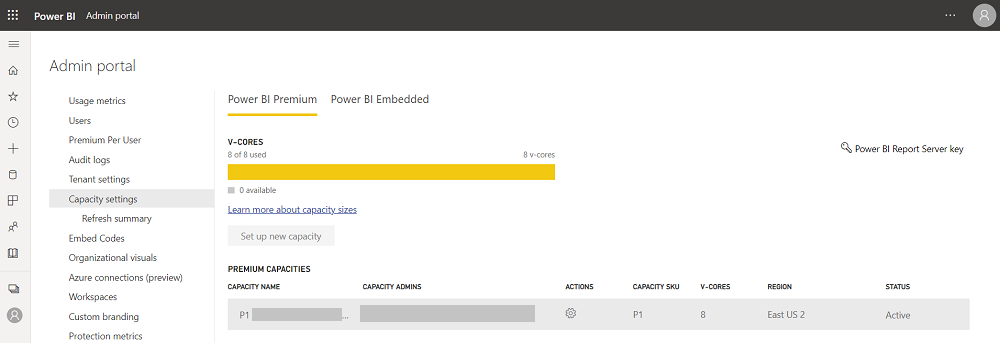 Power BI Admin portal ...
Admin portal
Usage metrics
Users
Premium Per User
Audit logs
Tenant settings
Capacity settings
Refresh summary
Embed Codes
Organizational visuals
Azure connections (preview)
Workspaces
Custom branding
Protection metrics
Power BI Premium Power BI Embedded
V-CORES
8 of 8 used 8 v-cores
0 available
Learn more about capacity sizes
Set up new capacity
Power BI Report Server key
PREMIUM CAPACITIES
CAPACITY NAME CAPACITY ADMINS ACTIONS CAPACITY SKU V-CORES REGION STATUS
P1 ... P1 8 East US 2 Active